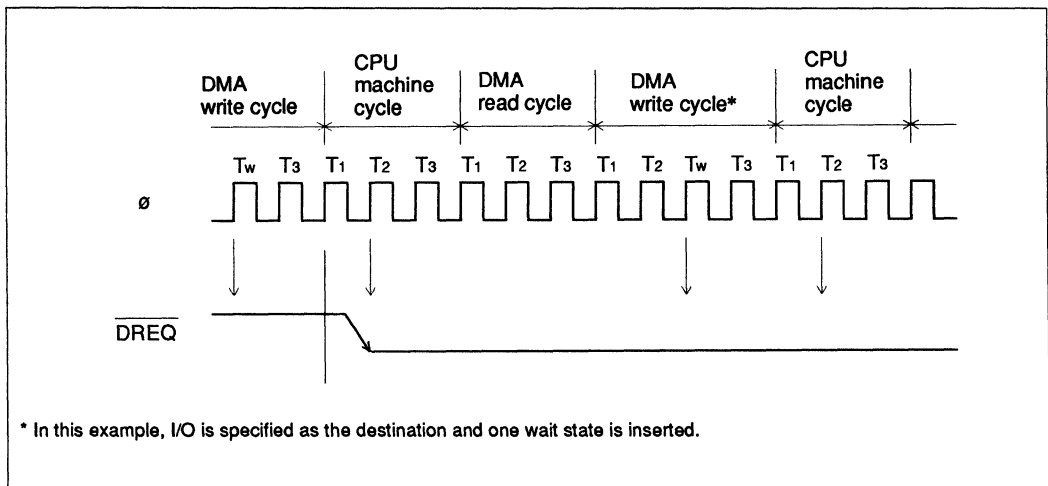 DMA
write cycle
CPU
machine
cycle
DMA
read cycle
DMA
write cycle*
CPU
machine
cycle
Tw T3 T1 T2 T3 T1 T2 T3 T1 T2 Tw T3 T1 T2 T3
ø
DREQ
* In this example, I/O is specified as the destination and one wait state is inserted.